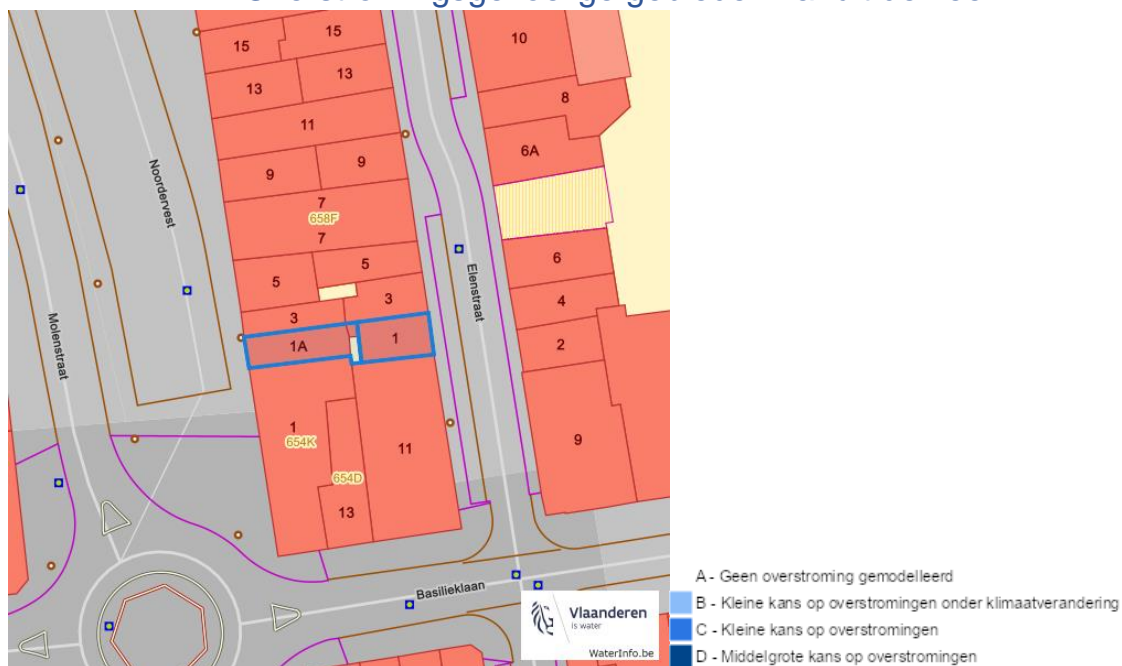 15
15
10
13
13
8
11
6A
9
9
Noordervest
7
658F
7
5
5
Elenstraat
6
3
3
4
Molenstraat
1A
1
2
1
654K
11
9
654D
13
Basilieklaan
Vlaanderen
is water
WaterInfo.be
A - Geen overstroming gemodelleerd
B - Kleine kans op overstromingen onder klimaatverandering
C - Kleine kans op overstromingen
D - Middelgrote kans op overstromingen